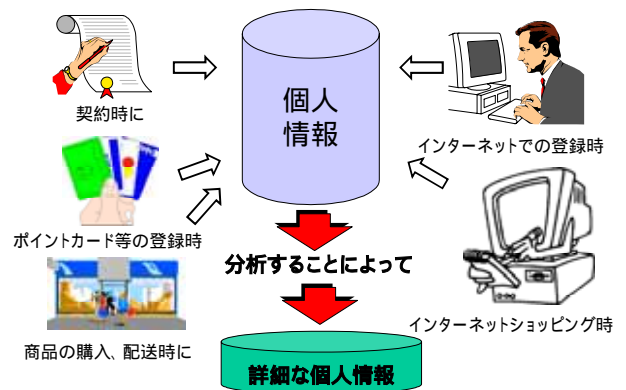 契約時に
個人
情報
インターネットでの登録時
ポイントカード等の登録時
分析することによって
インターネットショッピング時
商品の購入、配送時に
詳細な個人情報